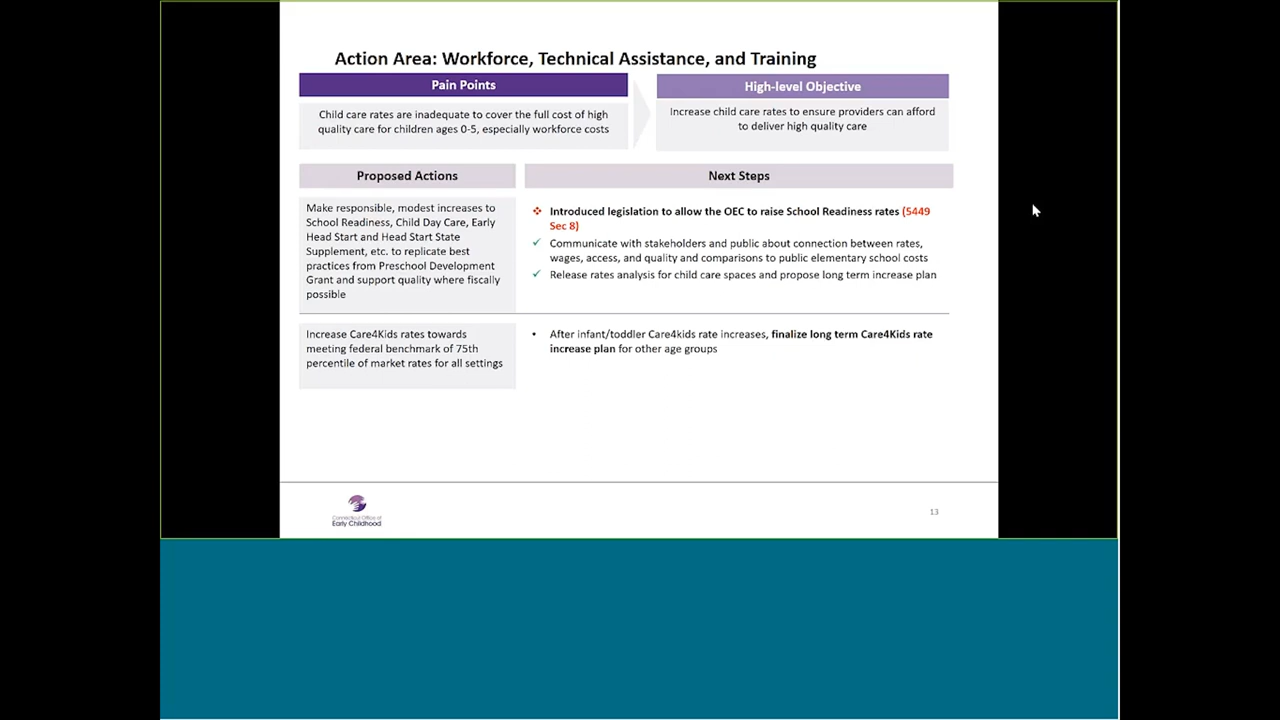 Action Area: Workforce, Technical Assistance, and Training
Pain Points
High-level Objective
Child care rates are inadequate to cover the full cost of high
quality care for children ages 0-5, especially workforce costs
Increase child care rates to ensure providers can afford
to deliver high quality care
Proposed Actions
Next Steps
Make responsible, modest increases to
School Readiness, Child Day Care, Early
Head Start and Head Start State
Supplement, etc. to replicate best
practices from Preschool Development
Grant and support quality where fiscally
possible
Introduced legislation to allow the OEC to raise School Readiness rates (5449
Sec 8)
Communicate with stakeholders and public about connection between rates,
wages, access, and quality and comparisons to public elementary school costs
Release rates analysis for child care spaces and propose long term increase plan
Increase Care4Kids rates towards
meeting federal benchmark of 75th
percentile of market rates for all settings
After infant/toddler Care4kids rate increases, finalize long term Care4Kids rate
increase plan for other age groups
Connecticut Office of
Early Childhood
13